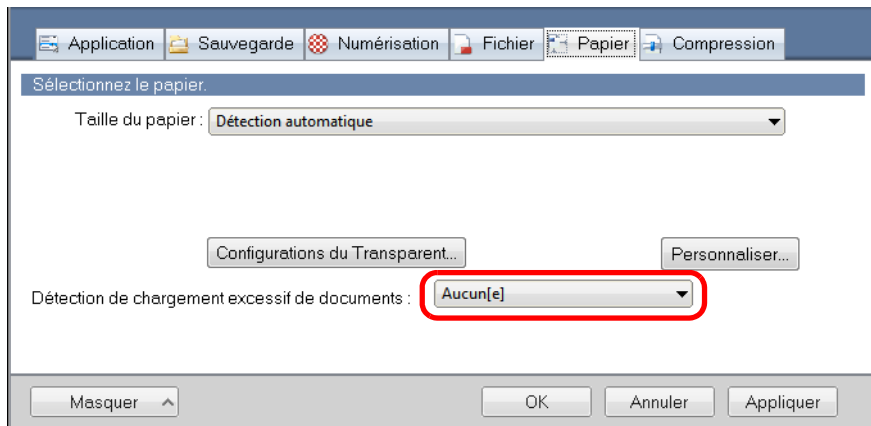 Application Sauvegarde Numérisation Fichier Papier Compression
Sélectionnez le papier.
Taille du papier : Détection automatique
Configurations du Transparent... Personnaliser...
Détection de chargement excessif de documents : Aucun[e]
Masquer OK Annuler Appliquer